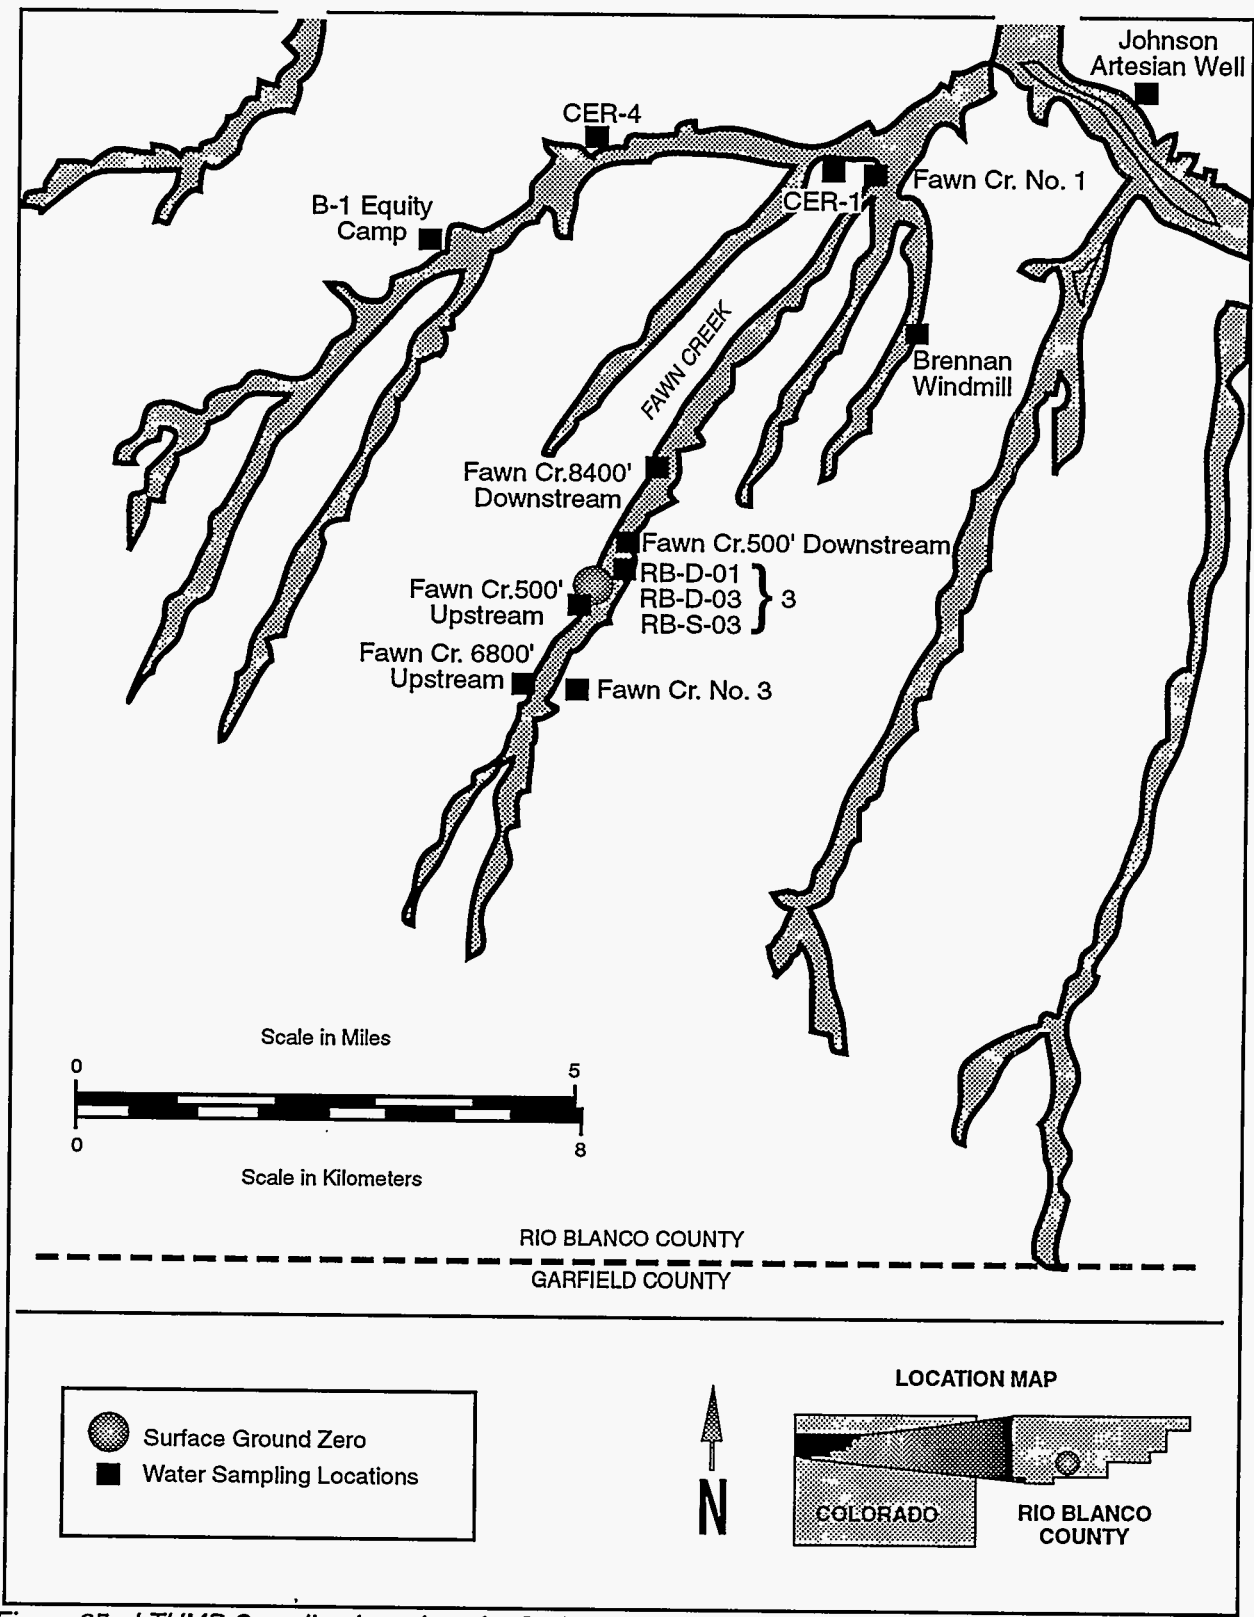 Johnson
Artesian Well
CER-4
Fawn Cr. No. 1
CER-1
B-1 Equity
Camp
FAWN CREEK
Brennan
Windmill
Fawn Cr.8400'
Downstream
Fawn Cr.500' Downstream
RB-D-01
RB-D-03 } 3
RB-S-03
Fawn Cr.500'
Upstream
Fawn Cr. 6800'
Upstream
Fawn Cr. No. 3
Scale in Miles
0 5
0 8
Scale in Kilometers
RIO BLANCO COUNTY
GARFIELD COUNTY
LOCATION MAP
Surface Ground Zero
Water Sampling Locations
N
COLORADO
RIO BLANCO
COUNTY